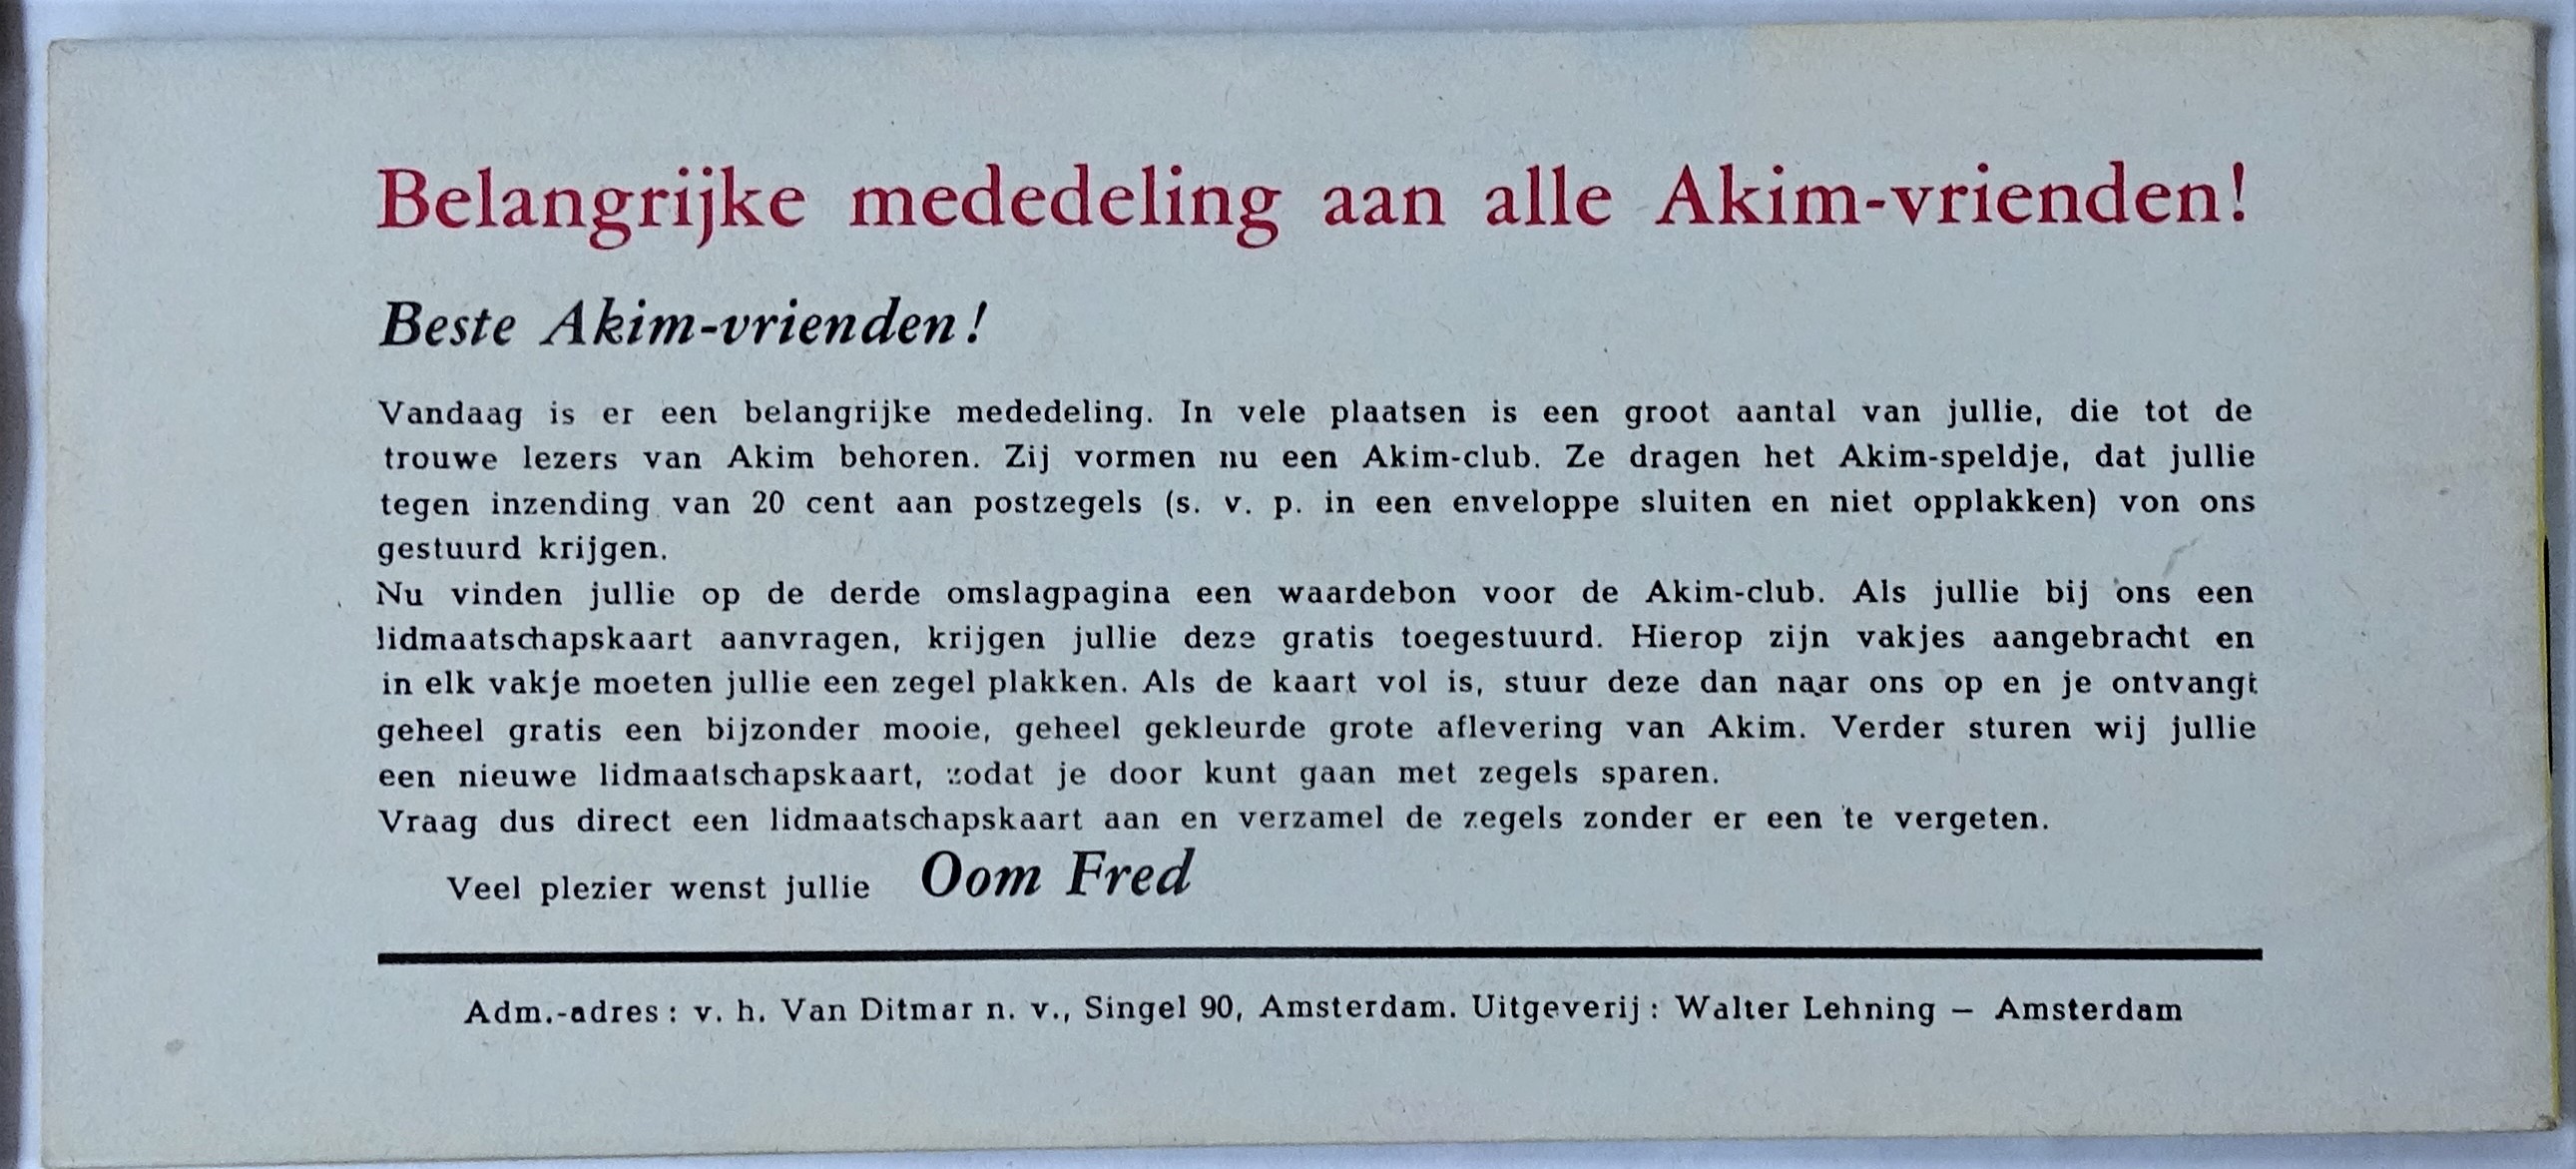 Belangrijke mededeling aan alle Akim-vrienden!
Beste Akim-vrienden!
Vandaag is er een belangrijke mededeling. In vele plaatsen is een groot aantal van jullie, die tot de
trouwe lezers van Akim behoren. Zij vormen nu een Akim-club. Ze dragen het Akim-speldje, dat jullie
tegen inzending van 20 cent aan postzegels (s. v. p. in een enveloppe sluiten en niet opplakken) von ons
gestuurd krijgen.
Nu vinden jullie op de derde omslagpagina een waardebon voor de Akim-club. Als jullie bij ons een
lidmaatschapskaart aanvragen, krijgen jullie deze gratis toegestuurd. Hierop zijn vakjes aangebracht en
in elk vakje moeten jullie een zegel plakken. Als de kaart vol is, stuur deze dan naar ons op en je ontvangt
geheel gratis een bijzonder mooie, geheel gekleurde grote aflevering van Akim. Verder sturen wij jullie
een nieuwe lidmaatschapskaart, zodat je door kunt gaan met zegels sparen.
Vraag dus direct een lidmaatschapskaart aan en verzamel de zegels zonder er een te vergeten.
Veel plezier wenst jullie Oom Fred
Adm.-adres: v. h. Van Ditmar n. v., Singel 90, Amsterdam. Uitgeverij: Walter Lehning – Amsterdam